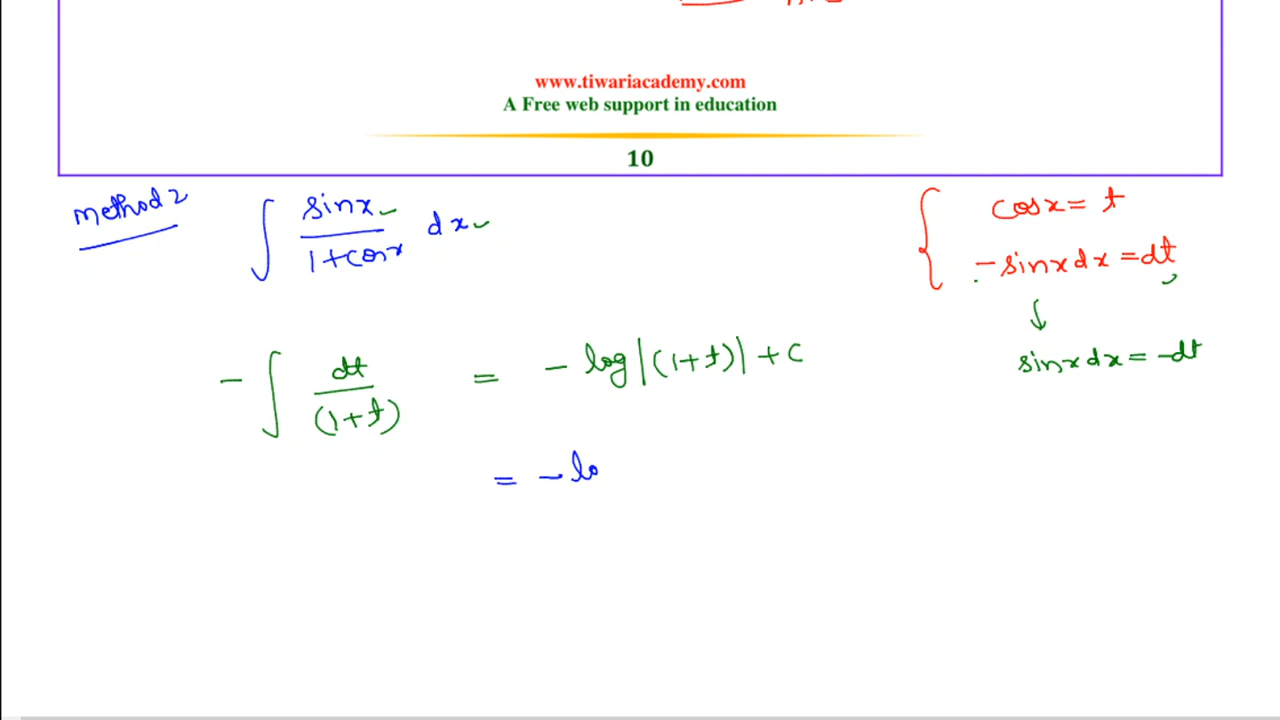 www.tiwariacademy.com
A Free web support in education
10
method 2
∫ sinx / 1+cosx dx
{ cosx = t
-sinx dx = dt
↓
sinx dx = -dt
- ∫ dt / (1+t) = - log|(1+t)| + C
= - lo